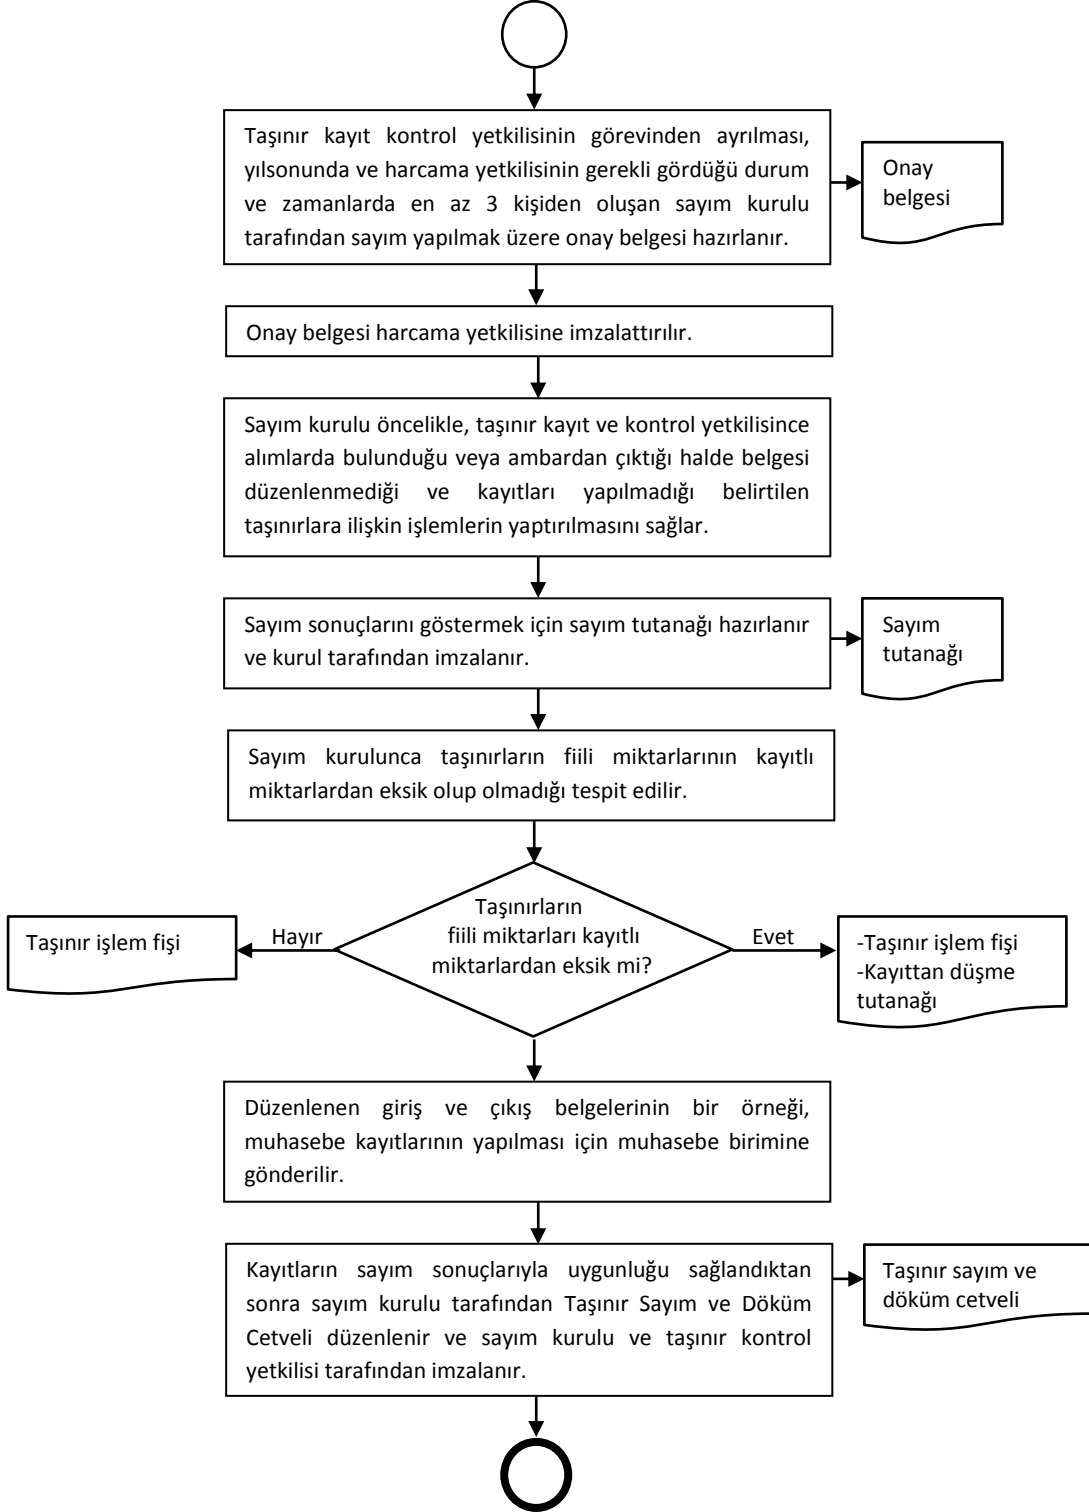 Taşınır kayıt kontrol yetkilisinin görevinden ayrılması,
yılsonunda ve harcama yetkilisinin gerekli gördüğü durum
ve zamanlarda en az 3 kişiden oluşan sayım kurulu
tarafından sayım yapılmak üzere onay belgesi hazırlanır.
Onay
belgesi
Onay belgesi harcama yetkilisine imzalattırılır.
Sayım kurulu öncelikle, taşınır kayıt ve kontrol yetkilisince
alımlarda bulunduğu veya ambardan çıktığı halde belgesi
düzenlenmediği ve kayıtları yapılmadığı belirtilen
taşınırlara ilişkin işlemlerin yaptırılmasını sağlar.
Sayım sonuçlarını göstermek için sayım tutanağı hazırlanır
ve kurul tarafından imzalanır.
Sayım
tutanağı
Sayım kurulunca taşınırların fiili miktarlarının kayıtlı
miktarlardan eksik olup olmadığı tespit edilir.
Taşınırların
fiili miktarları kayıtlı
miktarlardan eksik mi?
Hayır
Taşınır işlem fişi
Evet
-Taşınır işlem fişi
-Kayıttan düşme
tutanağı
Düzenlenen giriş ve çıkış belgelerinin bir örneği,
muhasebe kayıtlarının yapılması için muhasebe birimine
gönderilir.
Kayıtların sayım sonuçlarıyla uygunluğu sağlandıktan
sonra sayım kurulu tarafından Taşınır Sayım ve Döküm
Cetveli düzenlenir ve sayım kurulu ve taşınır kontrol
yetkilisi tarafından imzalanır.
Taşınır sayım ve
döküm cetveli